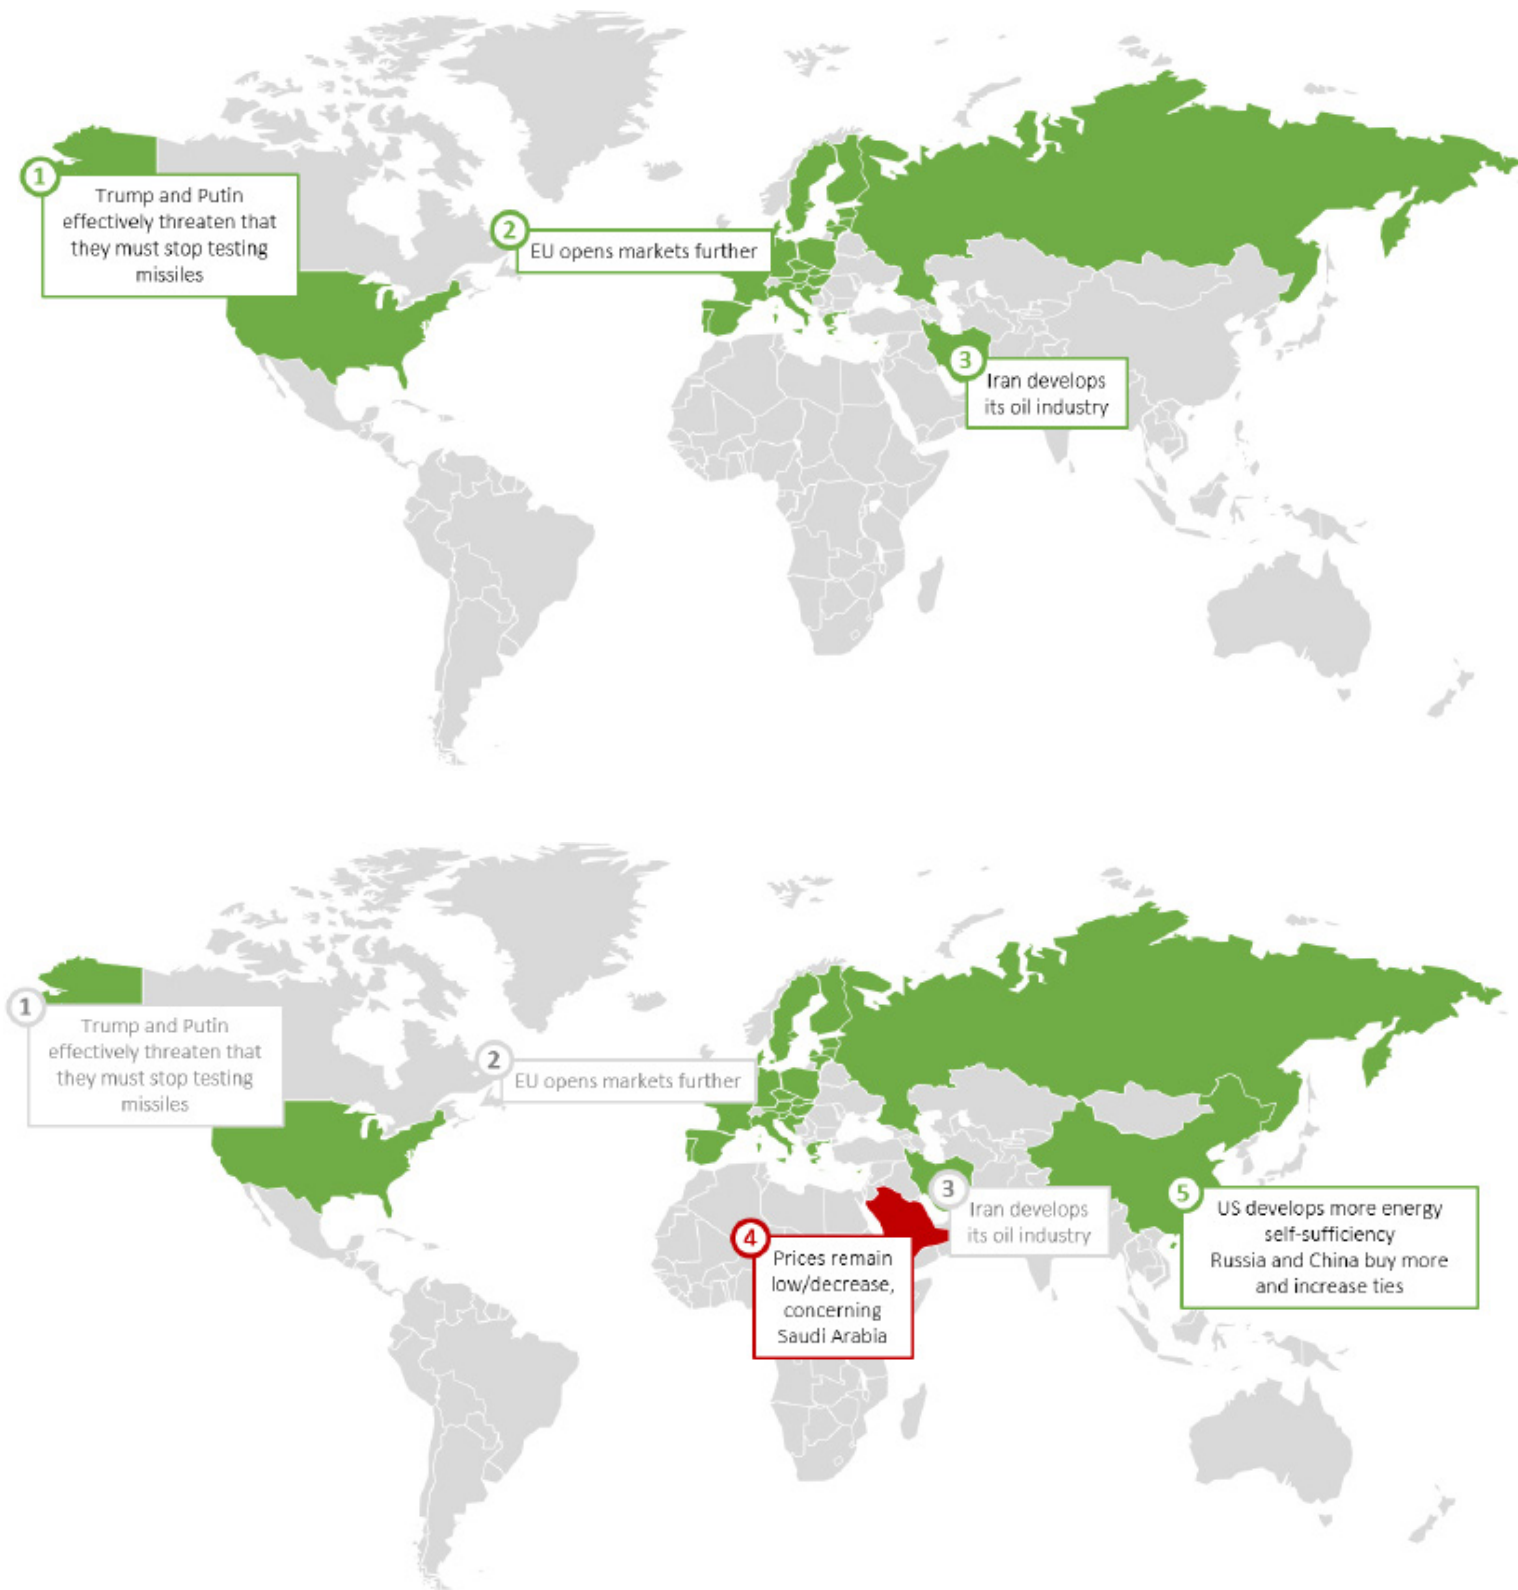 1
Trump and Putin
effectively threaten that
they must stop testing
missiles
2
EU opens markets further
3
Iran develops
its oil industry
1
Trump and Putin
effectively threaten that
they must stop testing
missiles
2
EU opens markets further
3
Iran develops
its oil industry
4
Prices remain
low/decrease,
concerning
Saudi Arabia
5
US develops more energy
self-sufficiency
Russia and China buy more
and increase ties